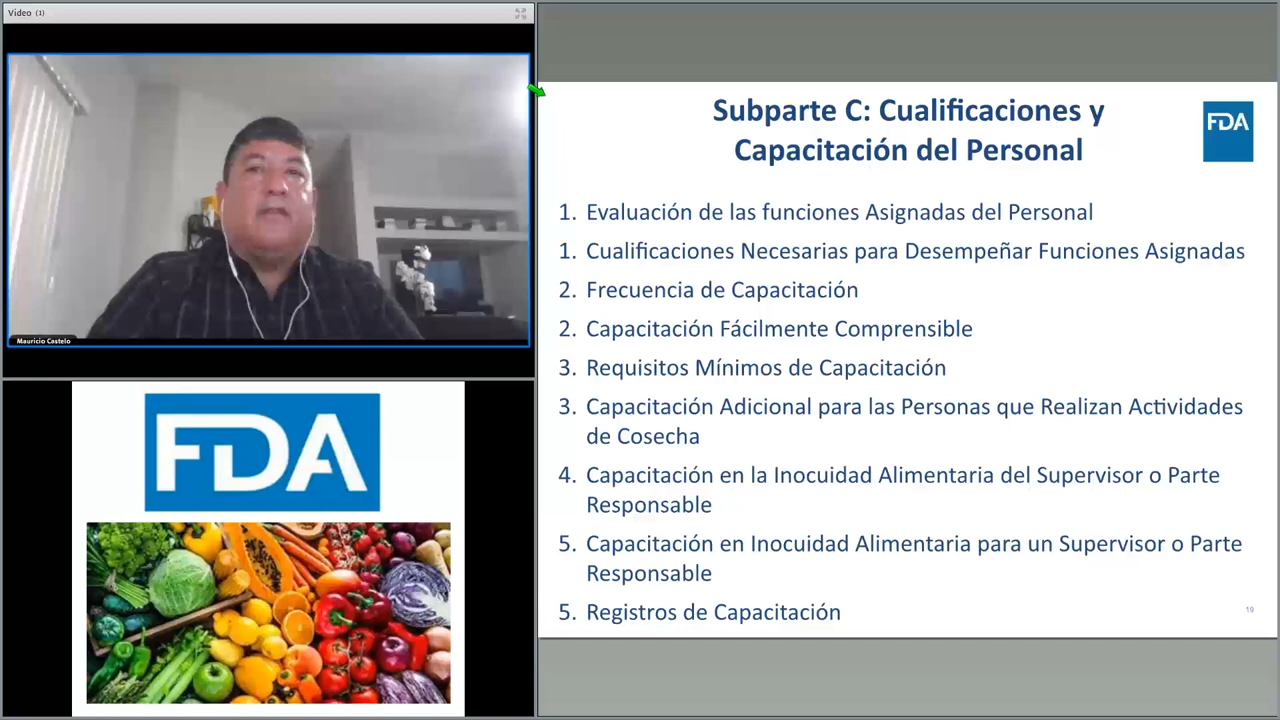 Video (1)
Mauricio Castelo
FDA
Subparte C: Cualificaciones y
Capacitación del Personal
FDA
1. Evaluación de las funciones Asignadas del Personal
1. Cualificaciones Necesarias para Desempeñar Funciones Asignadas
2. Frecuencia de Capacitación
2. Capacitación Fácilmente Comprensible
3. Requisitos Mínimos de Capacitación
3. Capacitación Adicional para las Personas que Realizan Actividades
de Cosecha
4. Capacitación en la Inocuidad Alimentaria del Supervisor o Parte
Responsable
5. Capacitación en Inocuidad Alimentaria para un Supervisor o Parte
Responsable
5. Registros de Capacitación
19